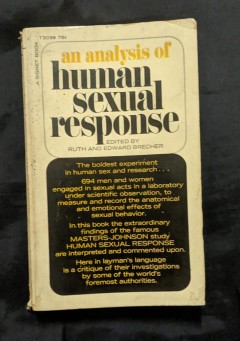 A SIGNET BOOK
T3038 75¢
an analysis of
human
sexual
response
EDITED BY
RUTH AND EDWARD BRECHER
The boldest experiment
in human sex and research . . .
694 men and women
engaged in sexual acts in a laboratory
under scientific observation, to
measure and record the anatomical
and emotional effects of
sexual behavior.
In this book the extraordinary
findings of the famous
MASTERS-JOHNSON study
HUMAN SEXUAL RESPONSE
are interpreted and commented upon.
Here in layman's language
is a critique of their investigations
by some of the world's
foremost authorities.